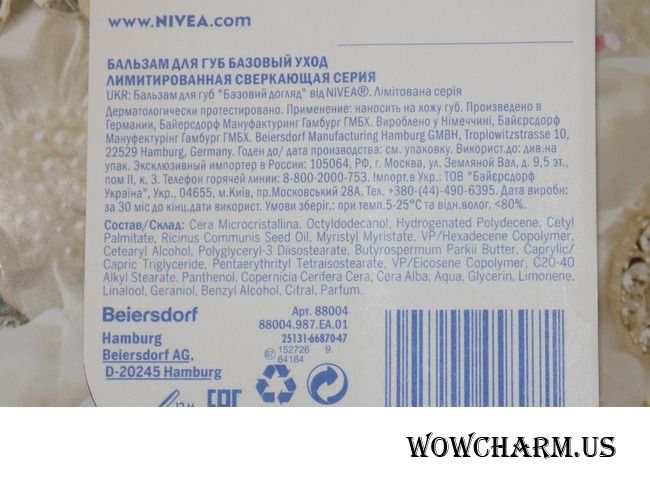 www.NIVEA.com
БАЛЬЗАМ ДЛЯ ГУБ БАЗОВЫЙ УХОД
ЛИМИТИРОВАННАЯ СВЕРКАЮЩАЯ СЕРИЯ
UKR: Бальзам для губ "Базовий догляд" від NIVEA®. Лімітована серія
Дерматологически протестировано. Применение: наносить на кожу губ. Произведено в
Германии, Байерсдорф Мануфактуринг Гамбург ГМБХ. Вироблено у Німеччині, Байєрсдорф
Мануфектурінг Гамбург ГМБХ. Beiersdorf Manufacturing Hamburg GMBH, Troplowitzstrasse 10,
22529 Hamburg, Germany. Годен до/ дата производства: см. упаковку. Використ.до: див.на
упак. Эксклюзивный импортер в России: 105064, РФ, г. Москва, ул. Земляной Вал, д. 9, 5эт.,
пом II, к. 3. Телефон горячей линии: 8-800-2000-753. Імпорт.в Укр.: ТОВ "Байєрсдорф
Україна", Укр., 04655, м.Київ, пр.Московський 28А. Тел. +380-(44)-490-6395. Дата виробн:
за 30 міс до кінц.дати використ. Умови зберіг.: при темп.5-25°C та відн.волог. <80%.
Состав/Склад: Cera Microcristallina, Octyldodecanol, Hydrogenated Polydecene, Cetyl
Palmitate, Ricinus Communis Seed Oil, Myristyl Myristate. VP/Hexadecene Copolymer,
Cetearyl Alcohol, Polyglyceryl-3 Diisostearate, Butyrospermum Parkii Butter, Caprylic/
Capric Triglyceride, Pentaerythrityl Tetraisostearate, VP/Eicosene Copolymer, C20-40
Alkyl Stearate, Panthenol, Copernicia Cerifera Cera, Cera Alba, Aqua, Glycerin, Limonene,
Linalool, Geraniol, Benzyl Alcohol, Citral, Parfum.
Beiersdorf
Арт. 88004
88004.987.EA.01
25131-66870-47
152726 9.
64184
Hamburg
Beiersdorf AG,
D-20245 Hamburg
12 M
EAC
WOWCHARM.US